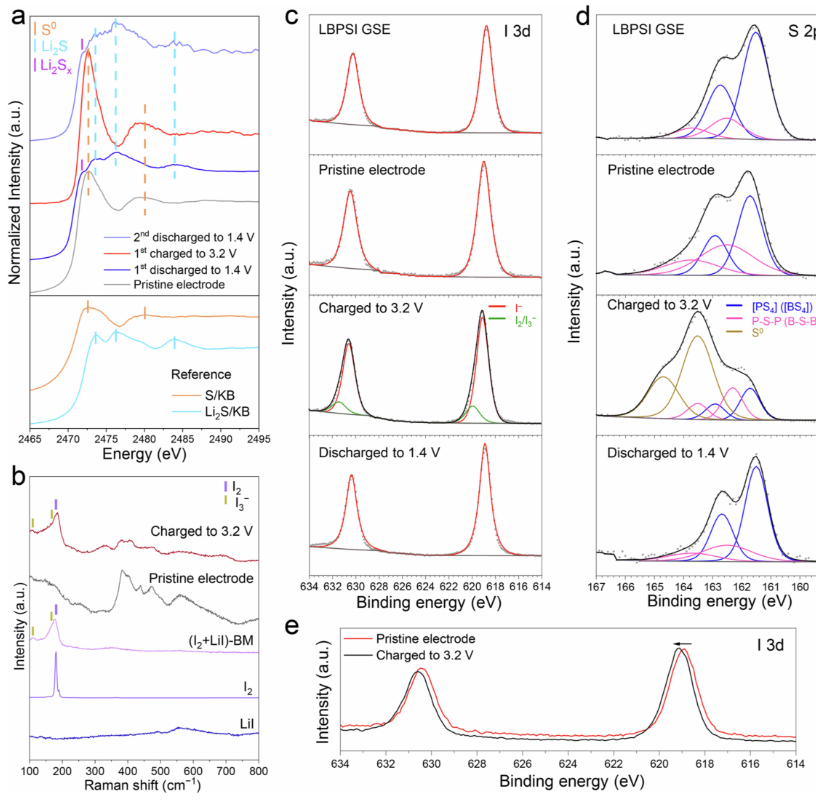 a
S⁰
Li₂S
Li₂Sₓ
Normalized Intensity (a.u.)
2ⁿᵈ discharged to 1.4 V
1ˢᵗ charged to 3.2 V
1ˢᵗ discharged to 1.4 V
Pristine electrode
Reference
S/KB
Li₂S/KB
2465 2470 2475 2480 2485 2490 2495
Energy (eV)
b
I₂
I₃⁻
Charged to 3.2 V
Pristine electrode
(I₂+LiI)-BM
I₂
LiI
Intensity (a.u.)
100 200 300 400 500 600 700 800
Raman shift (cm⁻¹)
c
LBPSI GSE
I 3d
Pristine electrode
Charged to 3.2 V
I⁻
I₂/I₃⁻
Discharged to 1.4 V
Intensity (a.u.)
634 632 630 628 626 624 622 620 618 616 614
Binding energy (eV)
d
LBPSI GSE
S 2p
Pristine electrode
Charged to 3.2 V
[PS₄] ([BS₄])
P-S-P (B-S-B
S⁰
Discharged to 1.4 V
Intensity (a.u.)
167 166 165 164 163 162 161 160 159
Binding energy (eV)
e
Pristine electrode
Charged to 3.2 V
I 3d
Intensity (a.u.)
634 632 630 628 626 624 622 620 618 616 614
Binding energy (eV)